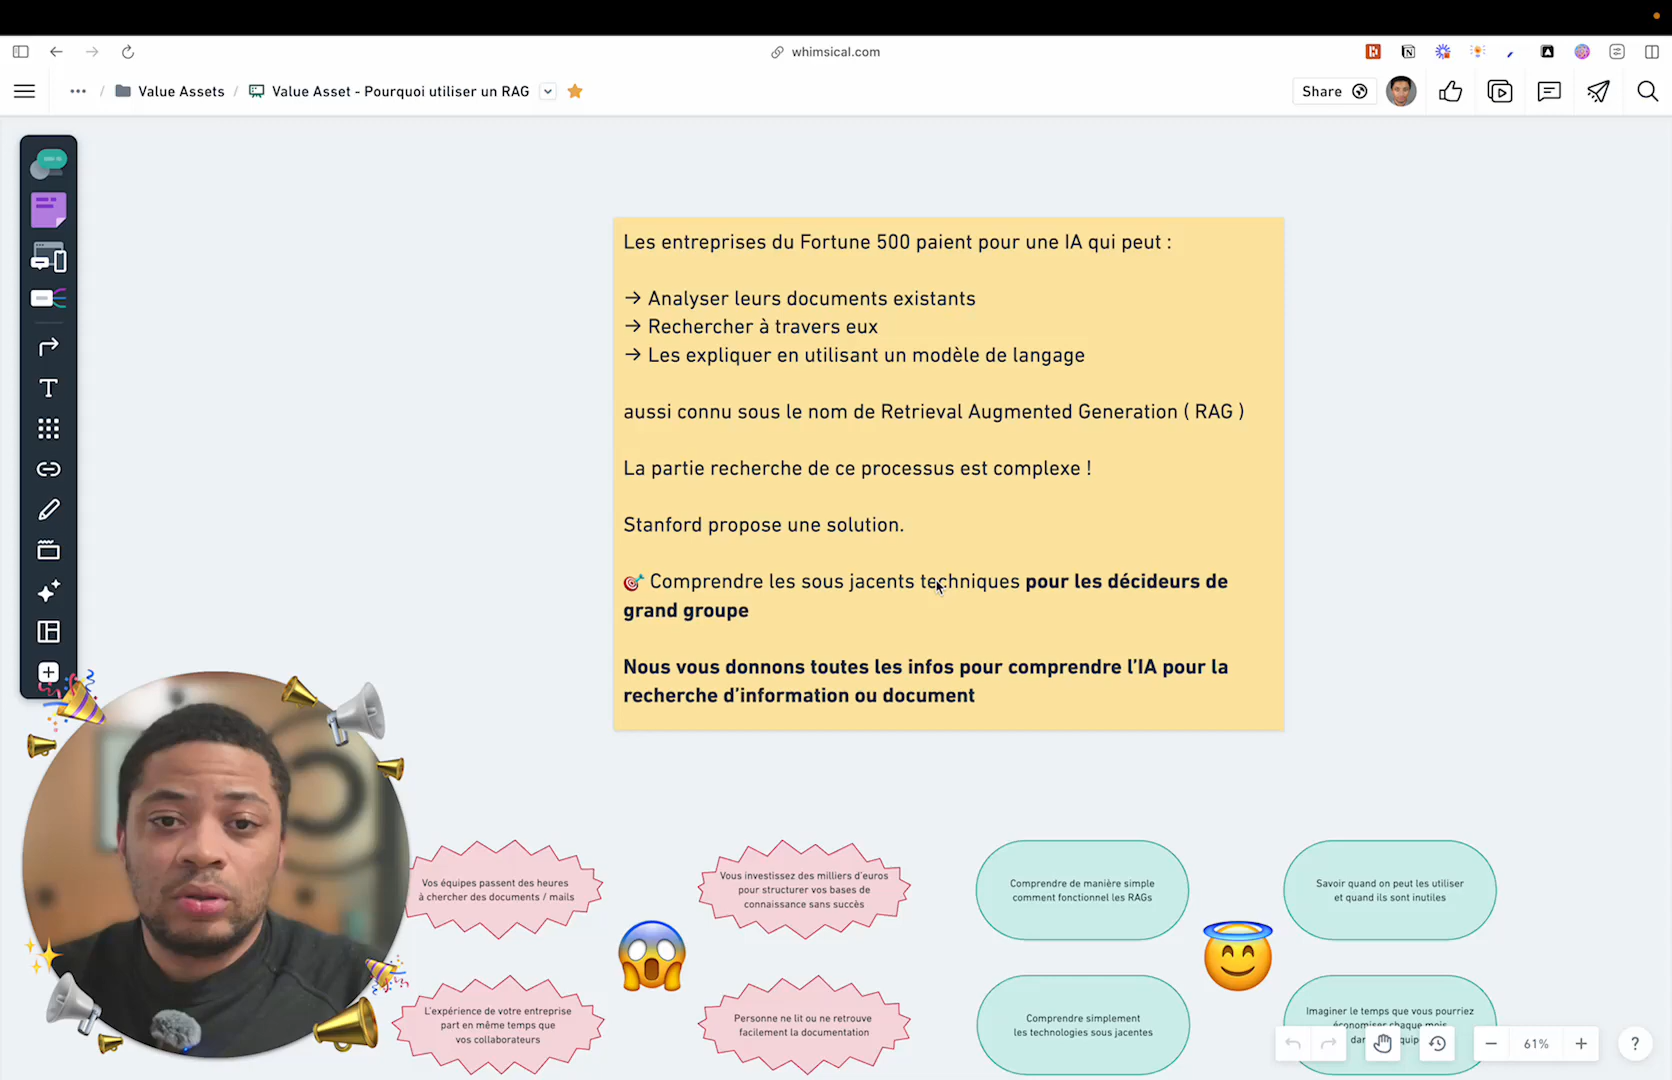 whimsical.com
... / Value Assets / Value Asset - Pourquoi utiliser un RAG
Share
Les entreprises du Fortune 500 paient pour une IA qui peut :
→ Analyser leurs documents existants
→ Rechercher à travers eux
→ Les expliquer en utilisant un modèle de langage
aussi connu sous le nom de Retrieval Augmented Generation ( RAG )
La partie recherche de ce processus est complexe !
Stanford propose une solution.
🎯 Comprendre les sous jacents techniques pour les décideurs de
grand groupe
Nous vous donnons toutes les infos pour comprendre l'IA pour la
recherche d'information ou document
Vos équipes passent des heures
à chercher des documents / mails
Vous investissez des milliers d'euros
pour structurer vos bases de
connaissance sans succès
Comprendre de manière simple
comment fonctionnel les RAGs
Savoir quand on peut les utiliser
et quand ils sont inutiles
L'expérience de votre entreprise
part en même temps que
vos collaborateurs
Personne ne lit ou ne retrouve
facilement la documentation
Comprendre simplement
les technologies sous jacentes
Imaginer le temps que vous pourriez
économiser chaque mois
61%